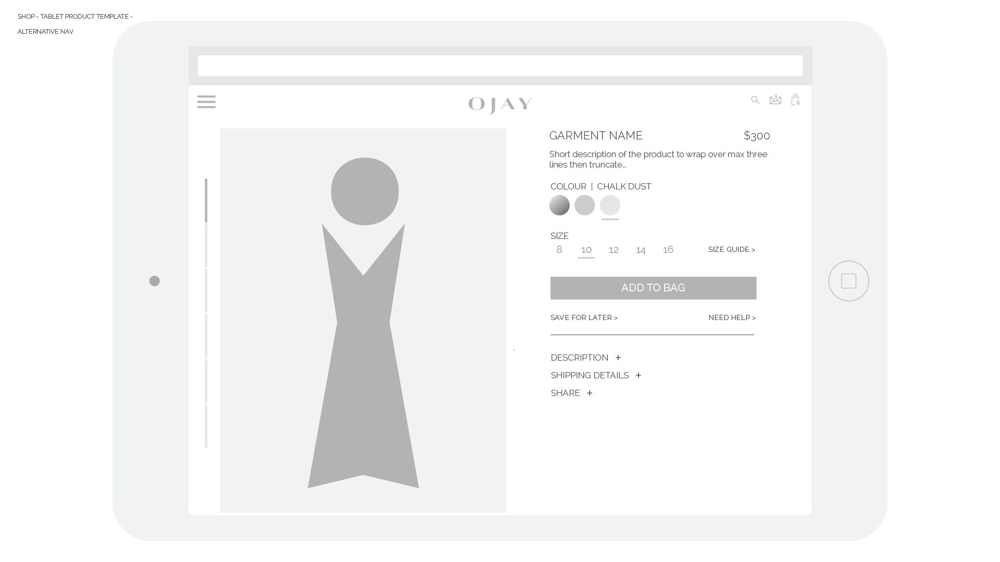 SHOP - TABLET PRODUCT TEMPLATE -
ALTERNATIVE NAV
OJAY
3
6
GARMENT NAME $300
Short description of the product to wrap over max three
lines then truncate...
COLOUR | CHALK DUST
SIZE
8 10 12 14 16 SIZE GUIDE >
ADD TO BAG
SAVE FOR LATER > NEED HELP >
DESCRIPTION +
SHIPPING DETAILS +
SHARE +